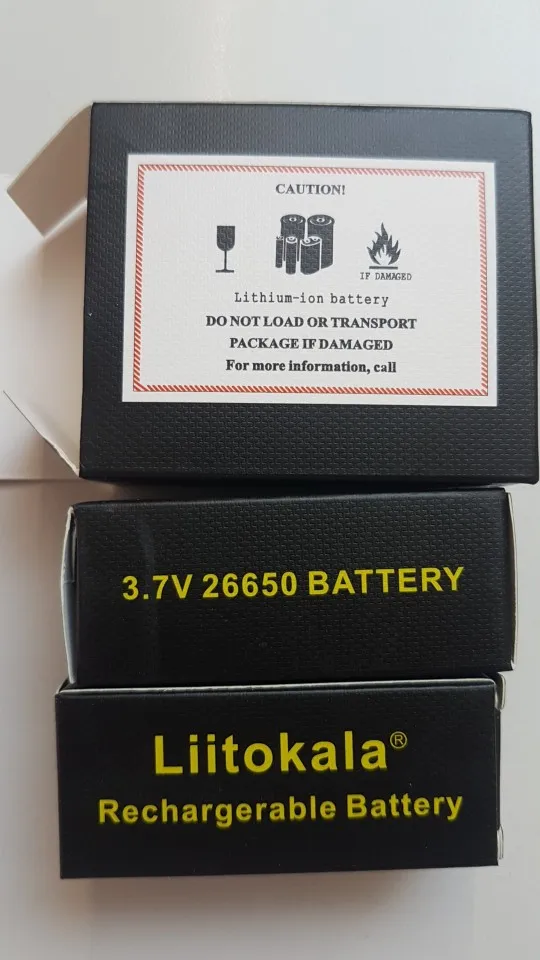 CAUTION!
IF DAMAGED
Lithium-ion battery
DO NOT LOAD OR TRANSPORT
PACKAGE IF DAMAGED
For more information, call
3.7V 26650 BATTERY
Liitokala®
Rechargerable Battery